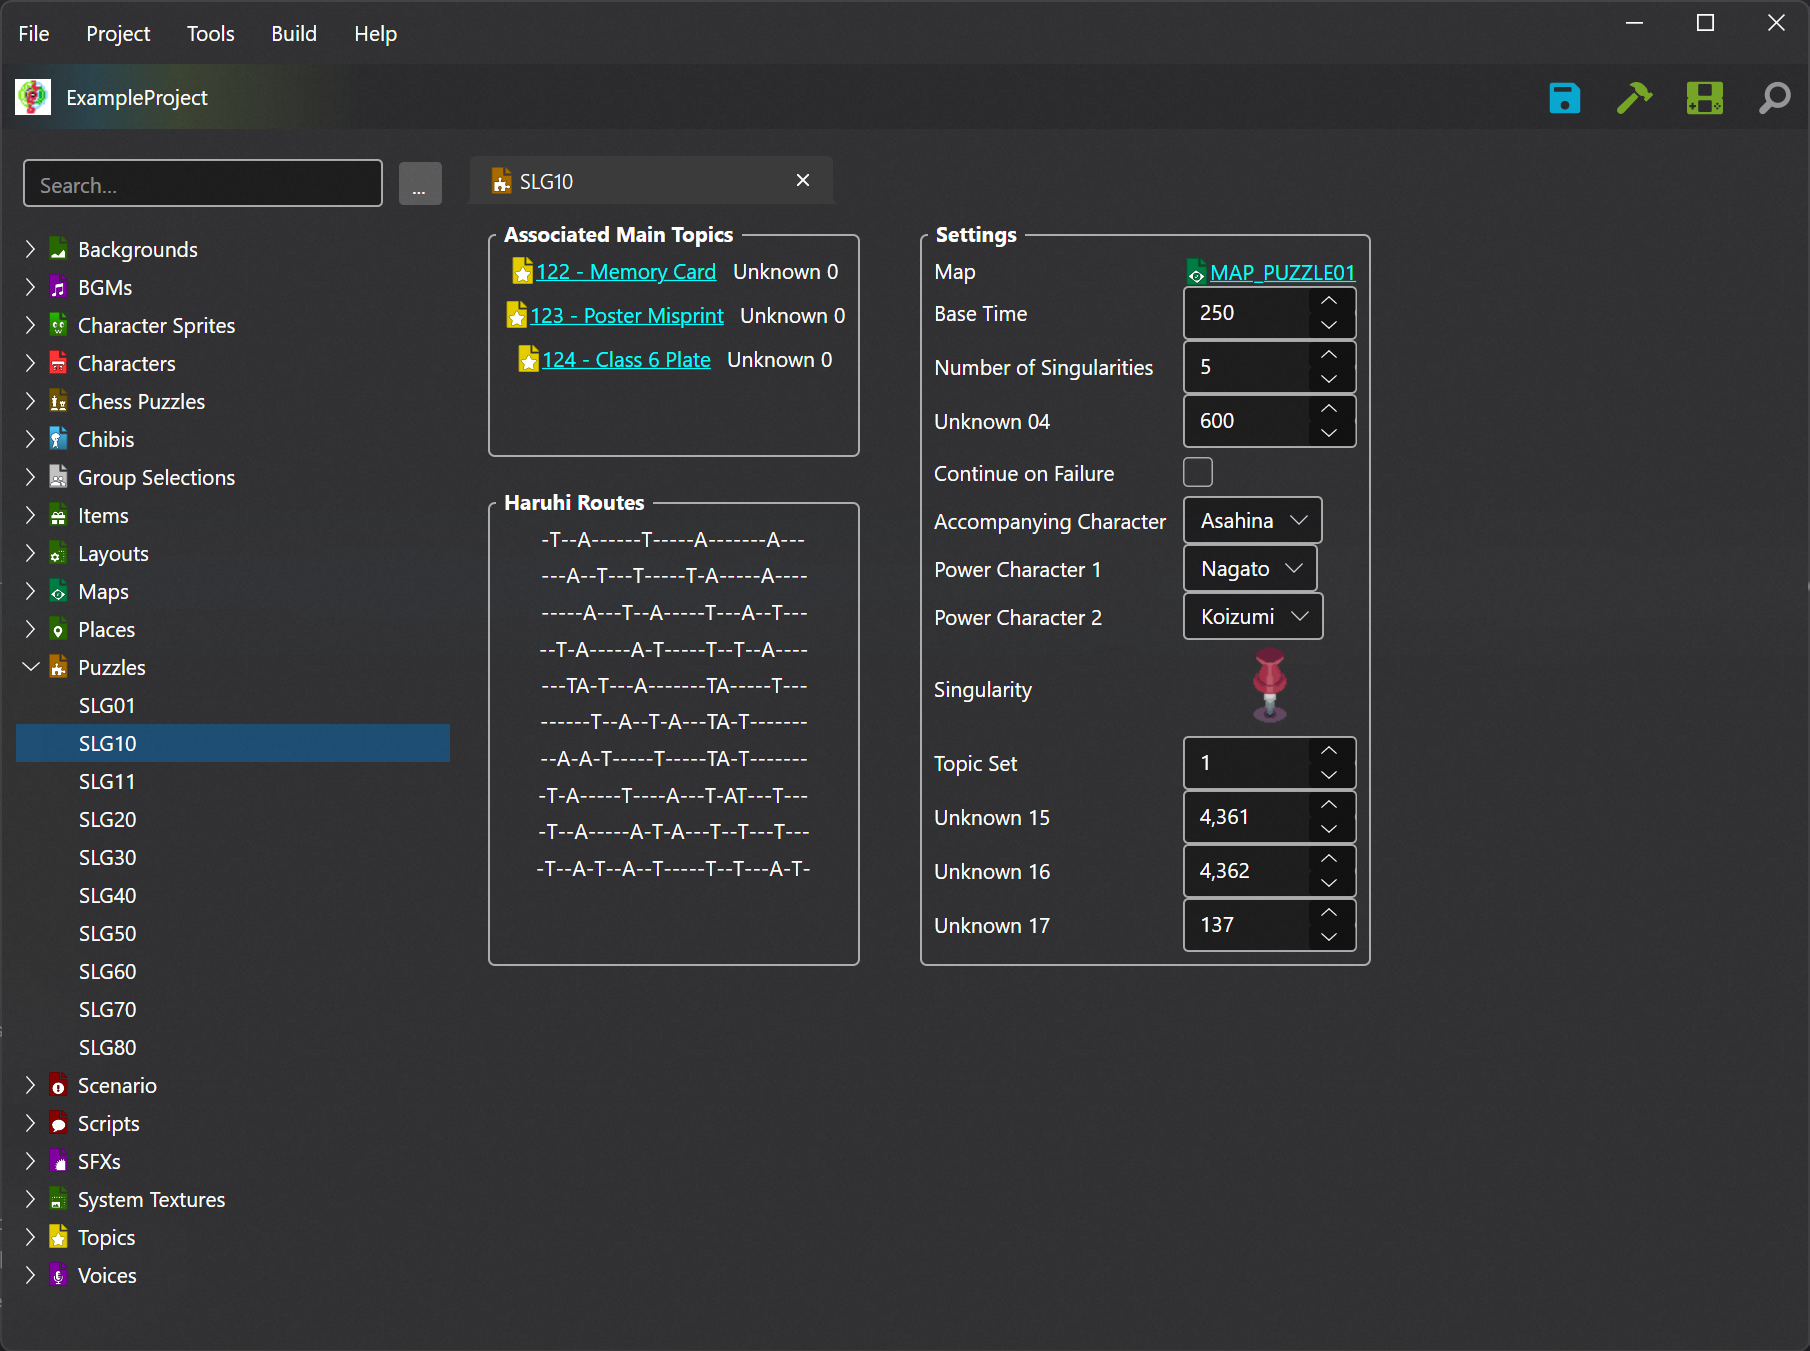 File Project Tools Build Help
ExampleProject
Search...
...
SLG10
Backgrounds
BGMs
Character Sprites
Characters
Chess Puzzles
Chibis
Group Selections
Items
Layouts
Maps
Places
Puzzles
SLG01
SLG10
SLG11
SLG20
SLG30
SLG40
SLG50
SLG60
SLG70
SLG80
Scenario
Scripts
SFXs
System Textures
Topics
Voices
Associated Main Topics
122 - Memory Card Unknown 0
123 - Poster Misprint Unknown 0
124 - Class 6 Plate Unknown 0
Haruhi Routes
-T--A------T-----A-------A---
---A--T---T-----T-A-----A----
-----A---T--A-----T---A--T---
--T-A-----A-T-----T--T--A----
---TA-T---A-------TA-----T---
------T--A--T-A---TA-T-------
--A-A-T-----T-----TA-T-------
-T-A-----T----A---T-AT---T---
-T--A-----A-T-A---T--T---T---
-T--A-T--A--T-----T--T---A-T-
Settings
Map MAP_PUZZLE01
Base Time 250
Number of Singularities 5
Unknown 04 600
Continue on Failure
Accompanying Character Asahina
Power Character 1 Nagato
Power Character 2 Koizumi
Singularity
Topic Set 1
Unknown 15 4,361
Unknown 16 4,362
Unknown 17 137